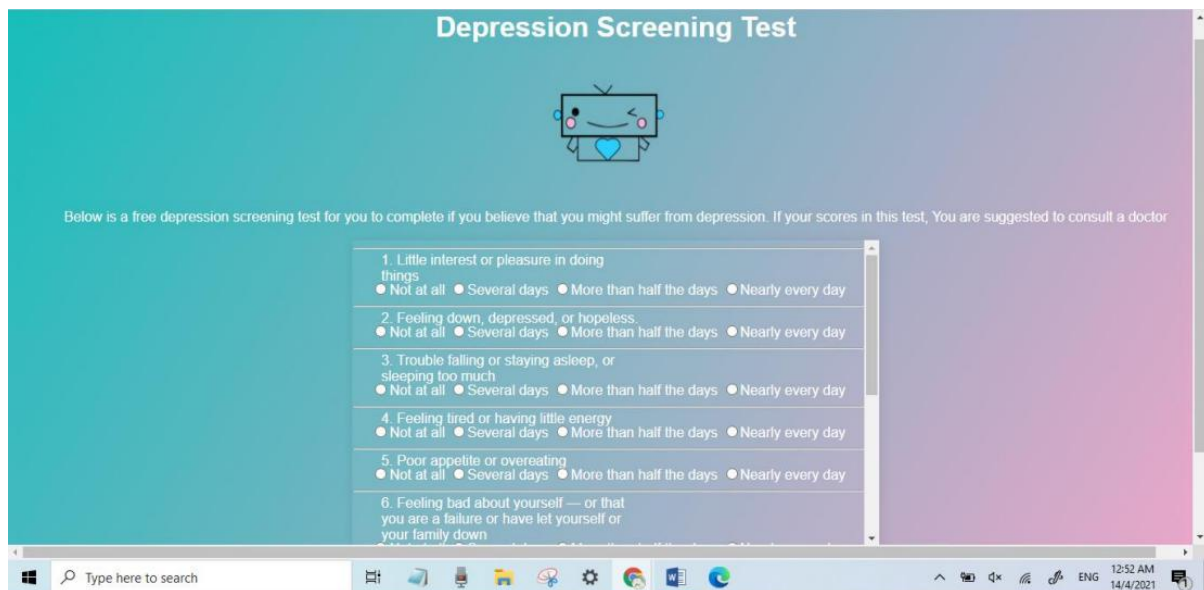 Depression Screening Test
Below is a free depression screening test for you to complete if you believe that you might suffer from depression. If your scores in this test, You are suggested to consult a doctor
1. Little interest or pleasure in doing
things
Not at all Several days More than half the days Nearly every day
2. Feeling down, depressed, or hopeless.
Not at all Several days More than half the days Nearly every day
3. Trouble falling or staying asleep, or
sleeping too much
Not at all Several days More than half the days Nearly every day
4. Feeling tired or having little energy
Not at all Several days More than half the days Nearly every day
5. Poor appetite or overeating
Not at all Several days More than half the days Nearly every day
6. Feeling bad about yourself — or that
you are a failure or have let yourself or
your family down
Type here to search
ENG
12:52 AM
14/4/2021